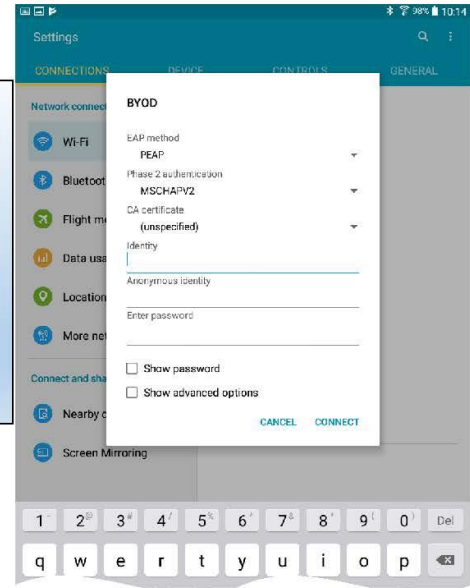 98% 10:14
Settings
CONNECTIONS DEVICE CONTROLS GENERAL
Network connect
BYOD
EAP method
PEAP
Wi-Fi
Phase 2 authentication
MSCHAPV2
Bluetoot
CA certificate
(unspecified)
Flight m
Identity
Data usa
Anonymous identity
Location
Enter password
More net
Show password
Connect and sha
Show advanced options
Nearby d
CANCEL CONNECT
Screen Mirroring
1 2@ 3# 4/ 5% 6^ 7& 8* 9( 0) Del
q w e r t y u i o p